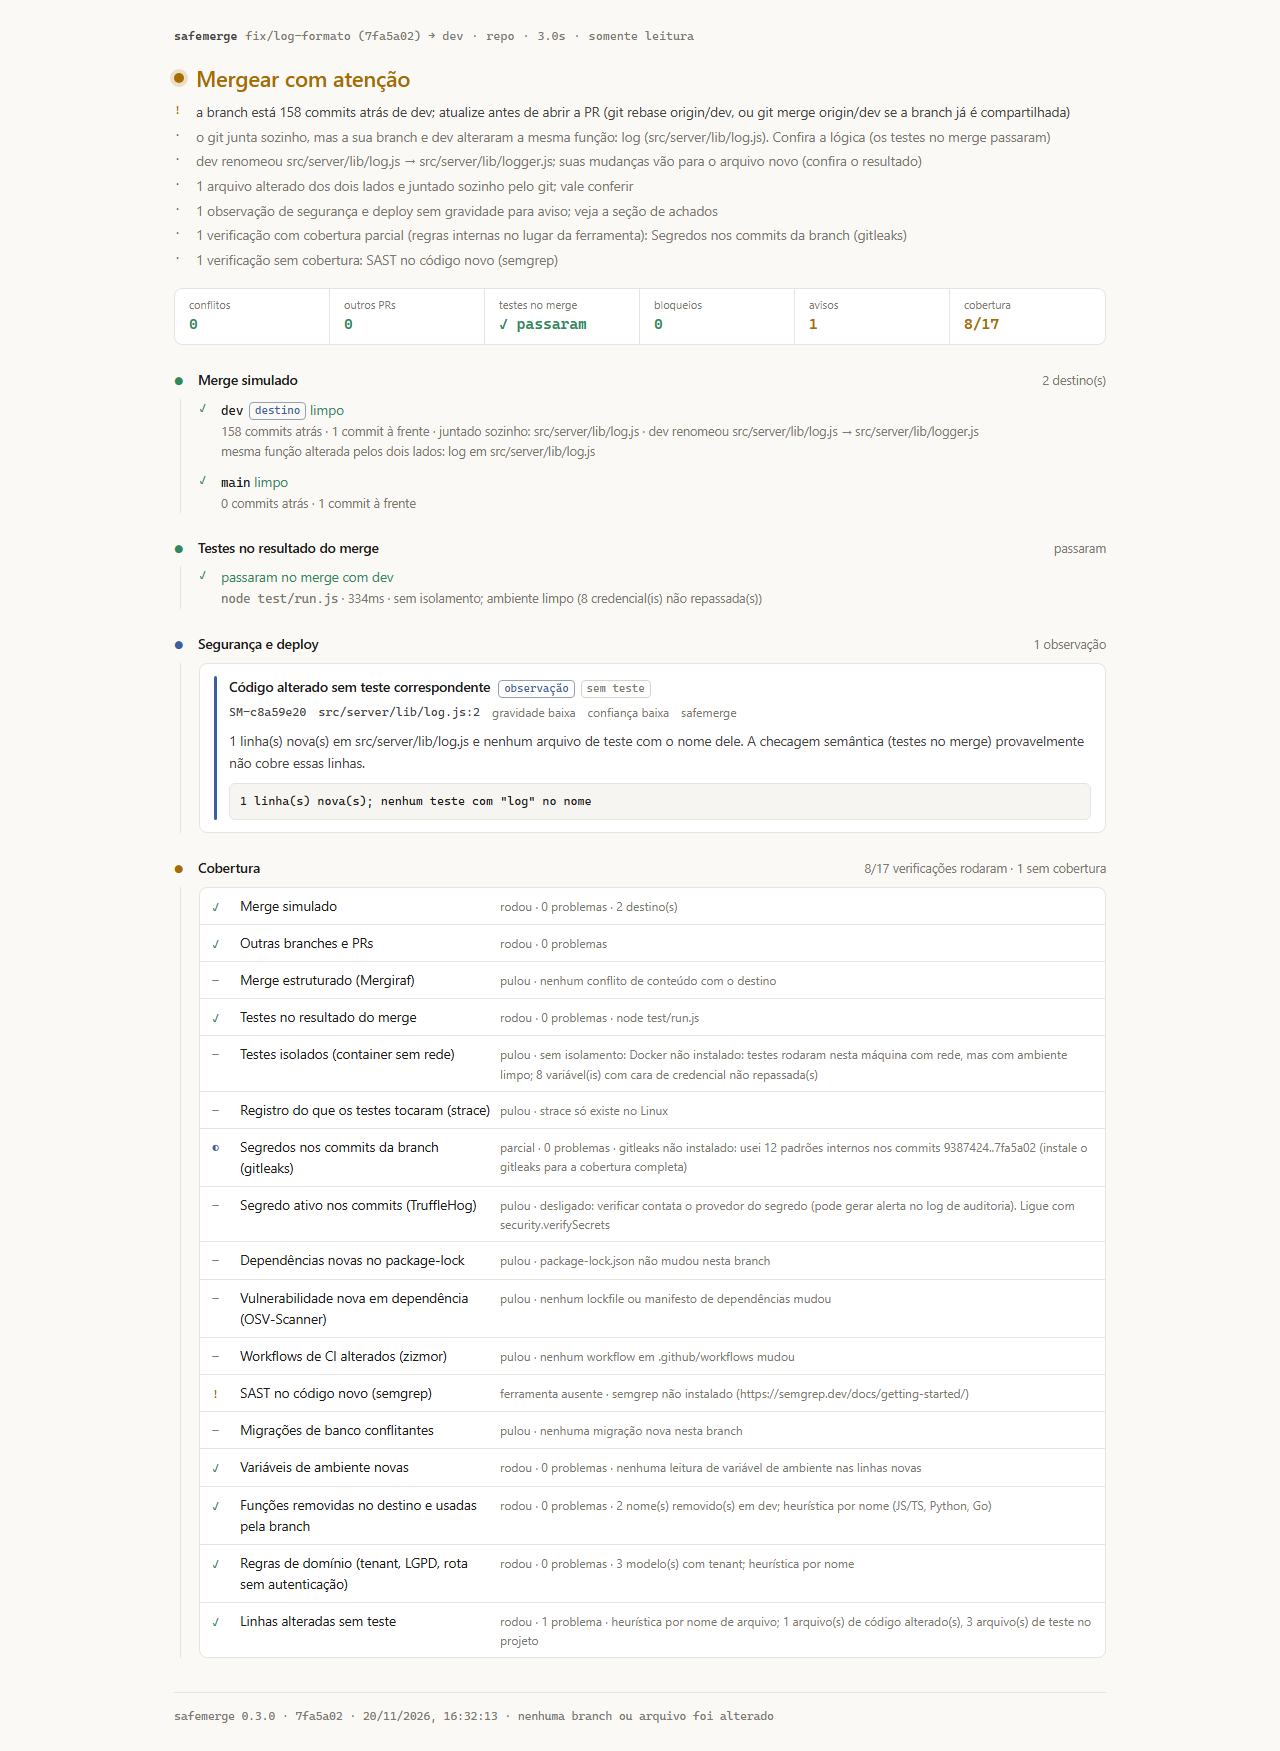 safemerge fix/log-formato (7fa5a02) → dev · repo · 3.0s · somente leitura
Mergear com atenção
! a branch está 158 commits atrás de dev; atualize antes de abrir a PR (git rebase origin/dev, ou git merge origin/dev se a branch já é compartilhada)
· o git junta sozinho, mas a sua branch e dev alteraram a mesma função: log (src/server/lib/log.js). Confira a lógica (os testes no merge passaram)
· dev renomeou src/server/lib/log.js → src/server/lib/logger.js; suas mudanças vão para o arquivo novo (confira o resultado)
· 1 arquivo alterado dos dois lados e juntado sozinho pelo git; vale conferir
· 1 observação de segurança e deploy sem gravidade para aviso; veja a seção de achados
· 1 verificação com cobertura parcial (regras internas no lugar da ferramenta): Segredos nos commits da branch (gitleaks)
· 1 verificação sem cobertura: SAST no código novo (semgrep)
conflitos outros PRs testes no merge bloqueios avisos cobertura
0 0 ✓ passaram 0 1 8/17
Merge simulado 2 destino(s)
✓ dev destino limpo
158 commits atrás · 1 commit à frente · juntado sozinho: src/server/lib/log.js · dev renomeou src/server/lib/log.js → src/server/lib/logger.js
mesma função alterada pelos dois lados: log em src/server/lib/log.js
✓ main limpo
0 commits atrás · 1 commit à frente
Testes no resultado do merge passaram
✓ passaram no merge com dev
node test/run.js · 334ms · sem isolamento; ambiente limpo (8 credencial(is) não repassada(s))
Segurança e deploy 1 observação
Código alterado sem teste correspondente observação sem teste
SM-c8a59e20 src/server/lib/log.js:2 gravidade baixa confiança baixa safemerge
1 linha(s) nova(s) em src/server/lib/log.js e nenhum arquivo de teste com o nome dele. A checagem semântica (testes no merge) provavelmente
não cobre essas linhas.
1 linha(s) nova(s); nenhum teste com "log" no nome
Cobertura 8/17 verificações rodaram · 1 sem cobertura
✓ Merge simulado rodou · 0 problemas · 2 destino(s)
✓ Outras branches e PRs rodou · 0 problemas
– Merge estruturado (Mergiraf) pulou · nenhum conflito de conteúdo com o destino
✓ Testes no resultado do merge rodou · 0 problemas · node test/run.js
– Testes isolados (container sem rede) pulou · sem isolamento: Docker não instalado: testes rodaram nesta máquina com rede, mas com ambiente
limpo; 8 variável(is) com cara de credencial não repassada(s)
– Registro do que os testes tocaram (strace) pulou · strace só existe no Linux
◐ Segredos nos commits da branch parcial · 0 problemas · gitleaks não instalado: usei 12 padrões internos nos commits 9387424..7fa5a02 (instale o
(gitleaks) gitleaks para a cobertura completa)
– Segredo ativo nos commits (TruffleHog) pulou · desligado: verificar contata o provedor do segredo (pode gerar alerta no log de auditoria). Ligue com
security.verifySecrets
– Dependências novas no package-lock pulou · package-lock.json não mudou nesta branch
– Vulnerabilidade nova em dependência pulou · nenhum lockfile ou manifesto de dependências mudou
(OSV-Scanner)
– Workflows de CI alterados (zizmor) pulou · nenhum workflow em .github/workflows mudou
! SAST no código novo (semgrep) ferramenta ausente · semgrep não instalado (https://semgrep.dev/docs/getting-started/)
– Migrações de banco conflitantes pulou · nenhuma migração nova nesta branch
✓ Variáveis de ambiente novas rodou · 0 problemas · nenhuma leitura de variável de ambiente nas linhas novas
✓ Funções removidas no destino e usadas rodou · 0 problemas · 2 nome(s) removido(s) em dev; heurística por nome (JS/TS, Python, Go)
pela branch
✓ Regras de domínio (tenant, LGPD, rota rodou · 0 problemas · 3 modelo(s) com tenant; heurística por nome
sem autenticação)
✓ Linhas alteradas sem teste rodou · 1 problema · heurística por nome de arquivo; 1 arquivo(s) de código alterado(s), 3 arquivo(s) de teste no
projeto
safemerge 0.3.0 · 7fa5a02 · 20/11/2026, 16:32:13 · nenhuma branch ou arquivo foi alterado